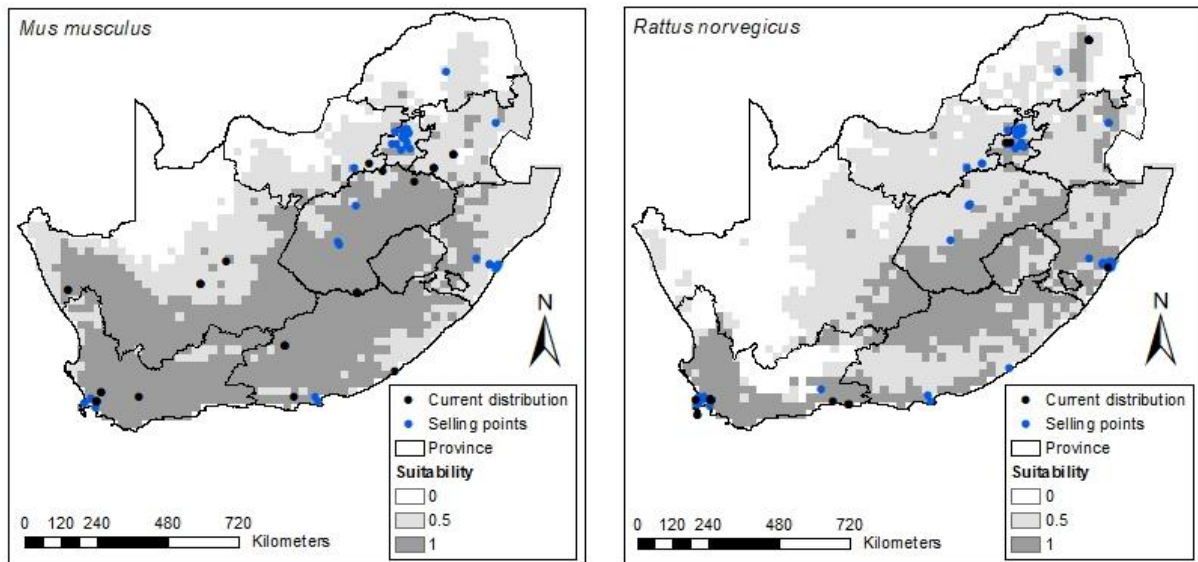 Mus musculus
N
Current distribution
Selling points
Province
Suitability
0
0.5
1
0 120 240 480 720
Kilometers
Rattus norvegicus
N
Current distribution
Selling points
Province
Suitability
0
0.5
1
0 120 240 480 720
Kilometers